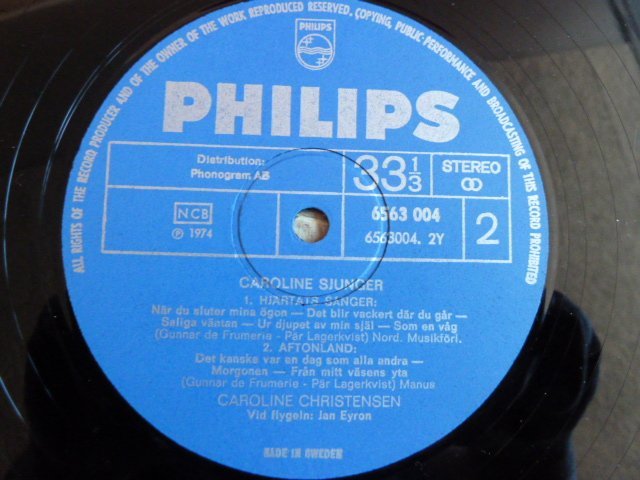 ALL RIGHTS OF THE RECORD PRODUCER AND OF THE OWNER OF THE WORK REPRODUCED RESERVED. COPYING, PUBLIC PERFORMANCE AND BROADCASTING OF THIS RECORD PROHIBITED
PHILIPS
PHILIPS
Distribution:
Phonogram AB
33 1/3
STEREO
NCB
℗ 1974
6563 004
6563004. 2Y
2
CAROLINE SJUNGER
1. HJÄRTATS SÅNGER:
När du slutor mina ögon — Det blir vackert där du går —
Saliga väntan — Ur djupet av min själ — Som en våg
(Gunnar de Frumerie - Pär Lagerkvist) Nord. Musikförl.
2. AFTONLAND:
Det kanske var en dag som alla andra —
Morgonen — Från mitt väsens yta
(Gunnar de Frumerie - Pär Lagerkvist) Manus
CAROLINE CHRISTENSEN
Vid flygeln: Jan Eyron
MADE IN SWEDEN